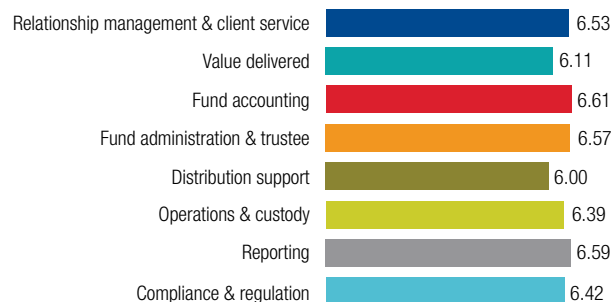 Relationship management & client service 6.53
Value delivered 6.11
Fund accounting 6.61
Fund administration & trustee 6.57
Distribution support 6.00
Operations & custody 6.39
Reporting 6.59
Compliance & regulation 6.42